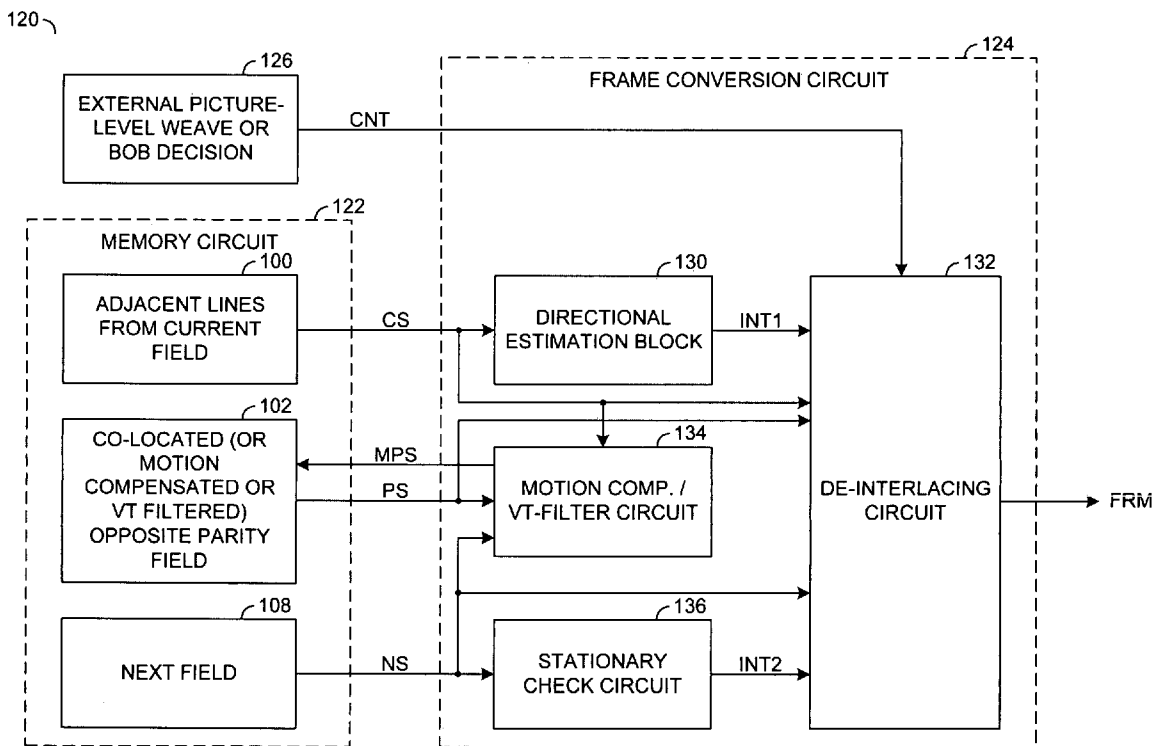 120
126
EXTERNAL PICTURE-
LEVEL WEAVE OR
BOB DECISION
CNT
124
FRAME CONVERSION CIRCUIT
122
MEMORY CIRCUIT
100
ADJACENT LINES
FROM CURRENT
FIELD
CS
130
DIRECTIONAL
ESTIMATION BLOCK
INT1
132
DE-INTERLACING
CIRCUIT
FRM
102
CO-LOCATED (OR
MOTION
COMPENSATED OR
VT FILTERED)
OPPOSITE PARITY
FIELD
MPS
PS
134
MOTION COMP. /
VT-FILTER CIRCUIT
108
NEXT FIELD
NS
136
STATIONARY
CHECK CIRCUIT
INT2